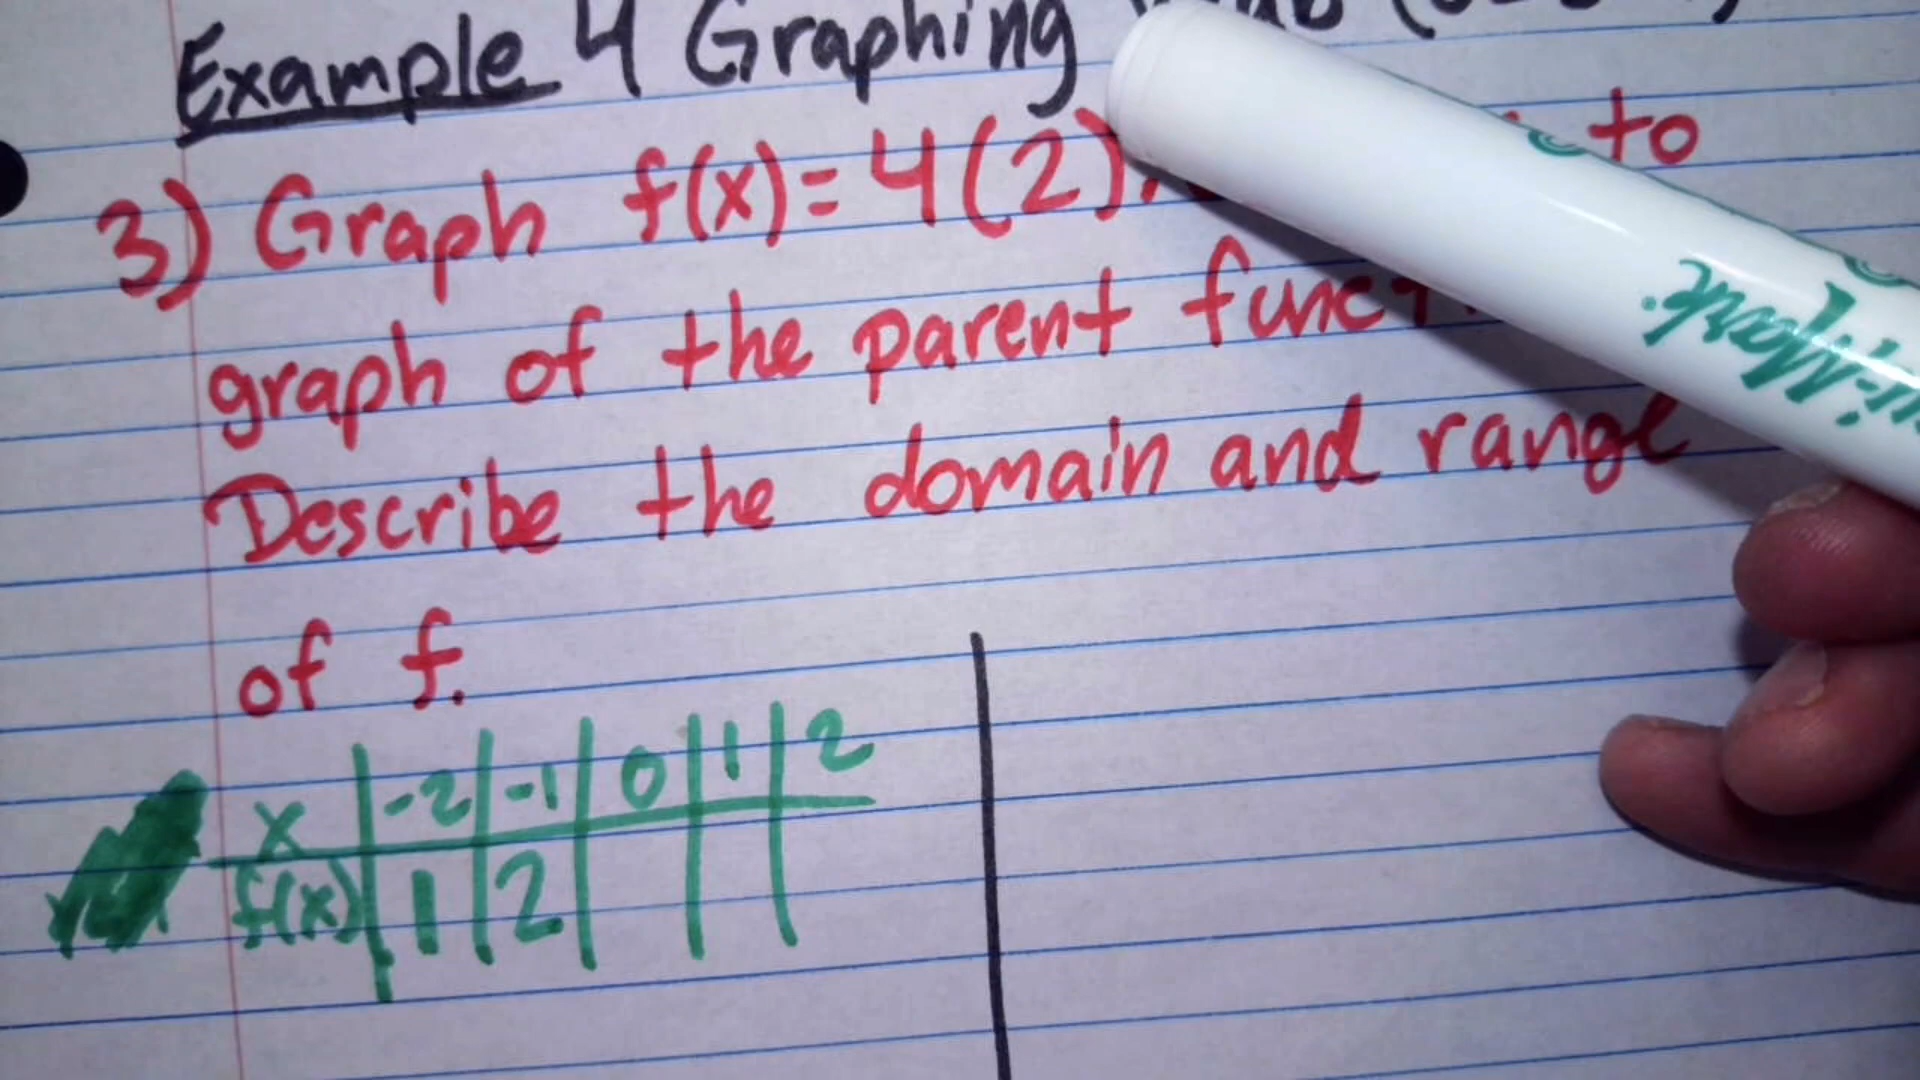 Example 4 Graphing
3) Graph f(x)=4(2) to
graph of the parent
Describe the domain and range
of f.
x -2 -1 0 1 2
f(x) 1 2